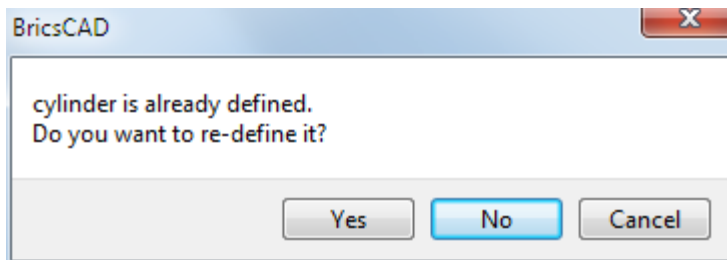 BricsCAD
cylinder is already defined.
Do you want to re-define it?
Yes No Cancel